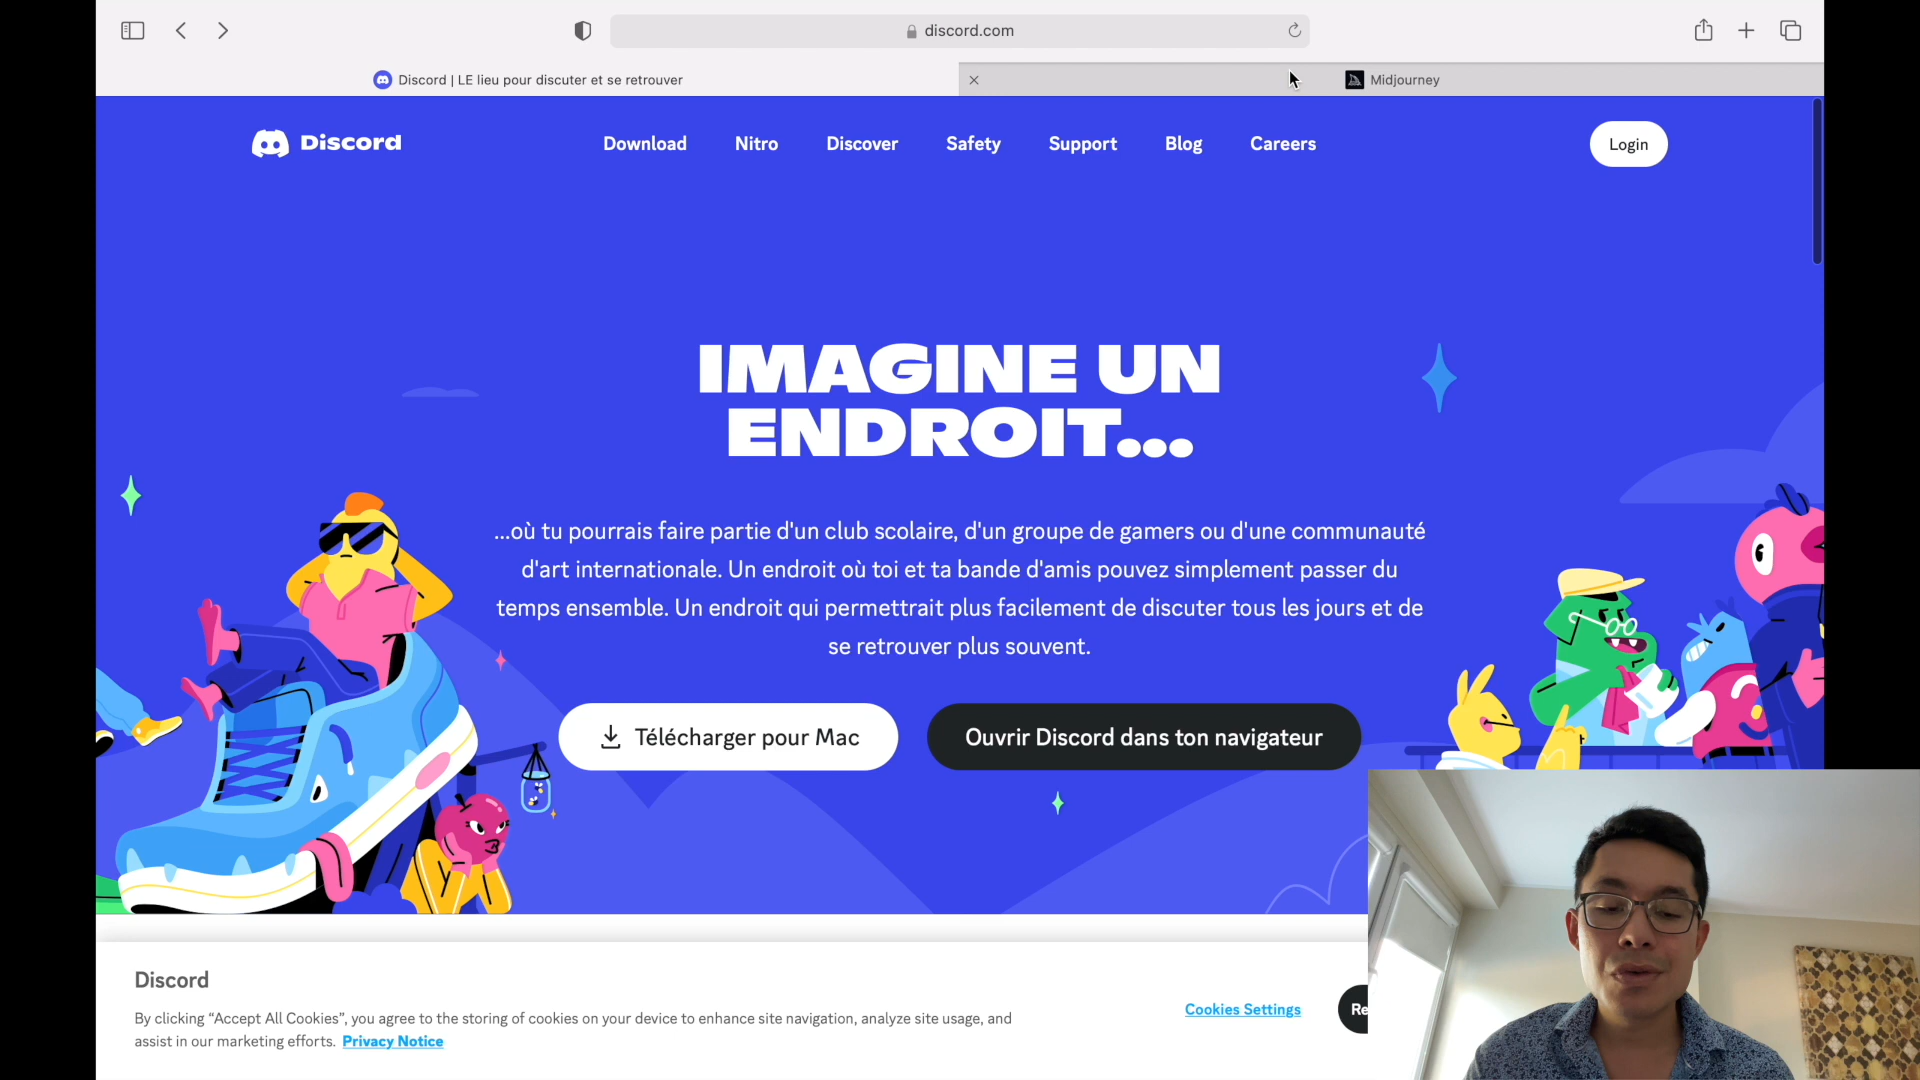 discord.com
Discord | LE lieu pour discuter et se retrouver
Midjourney
Discord
Download
Nitro
Discover
Safety
Support
Blog
Careers
Login
IMAGINE UN
ENDROIT...
...où tu pourrais faire partie d'un club scolaire, d'un groupe de gamers ou d'une communauté
d'art internationale. Un endroit où toi et ta bande d'amis pouvez simplement passer du
temps ensemble. Un endroit qui permettrait plus facilement de discuter tous les jours et de
se retrouver plus souvent.
Télécharger pour Mac
Ouvrir Discord dans ton navigateur
Discord
By clicking “Accept All Cookies”, you agree to the storing of cookies on your device to enhance site navigation, analyze site usage, and
assist in our marketing efforts. Privacy Notice
Cookies Settings